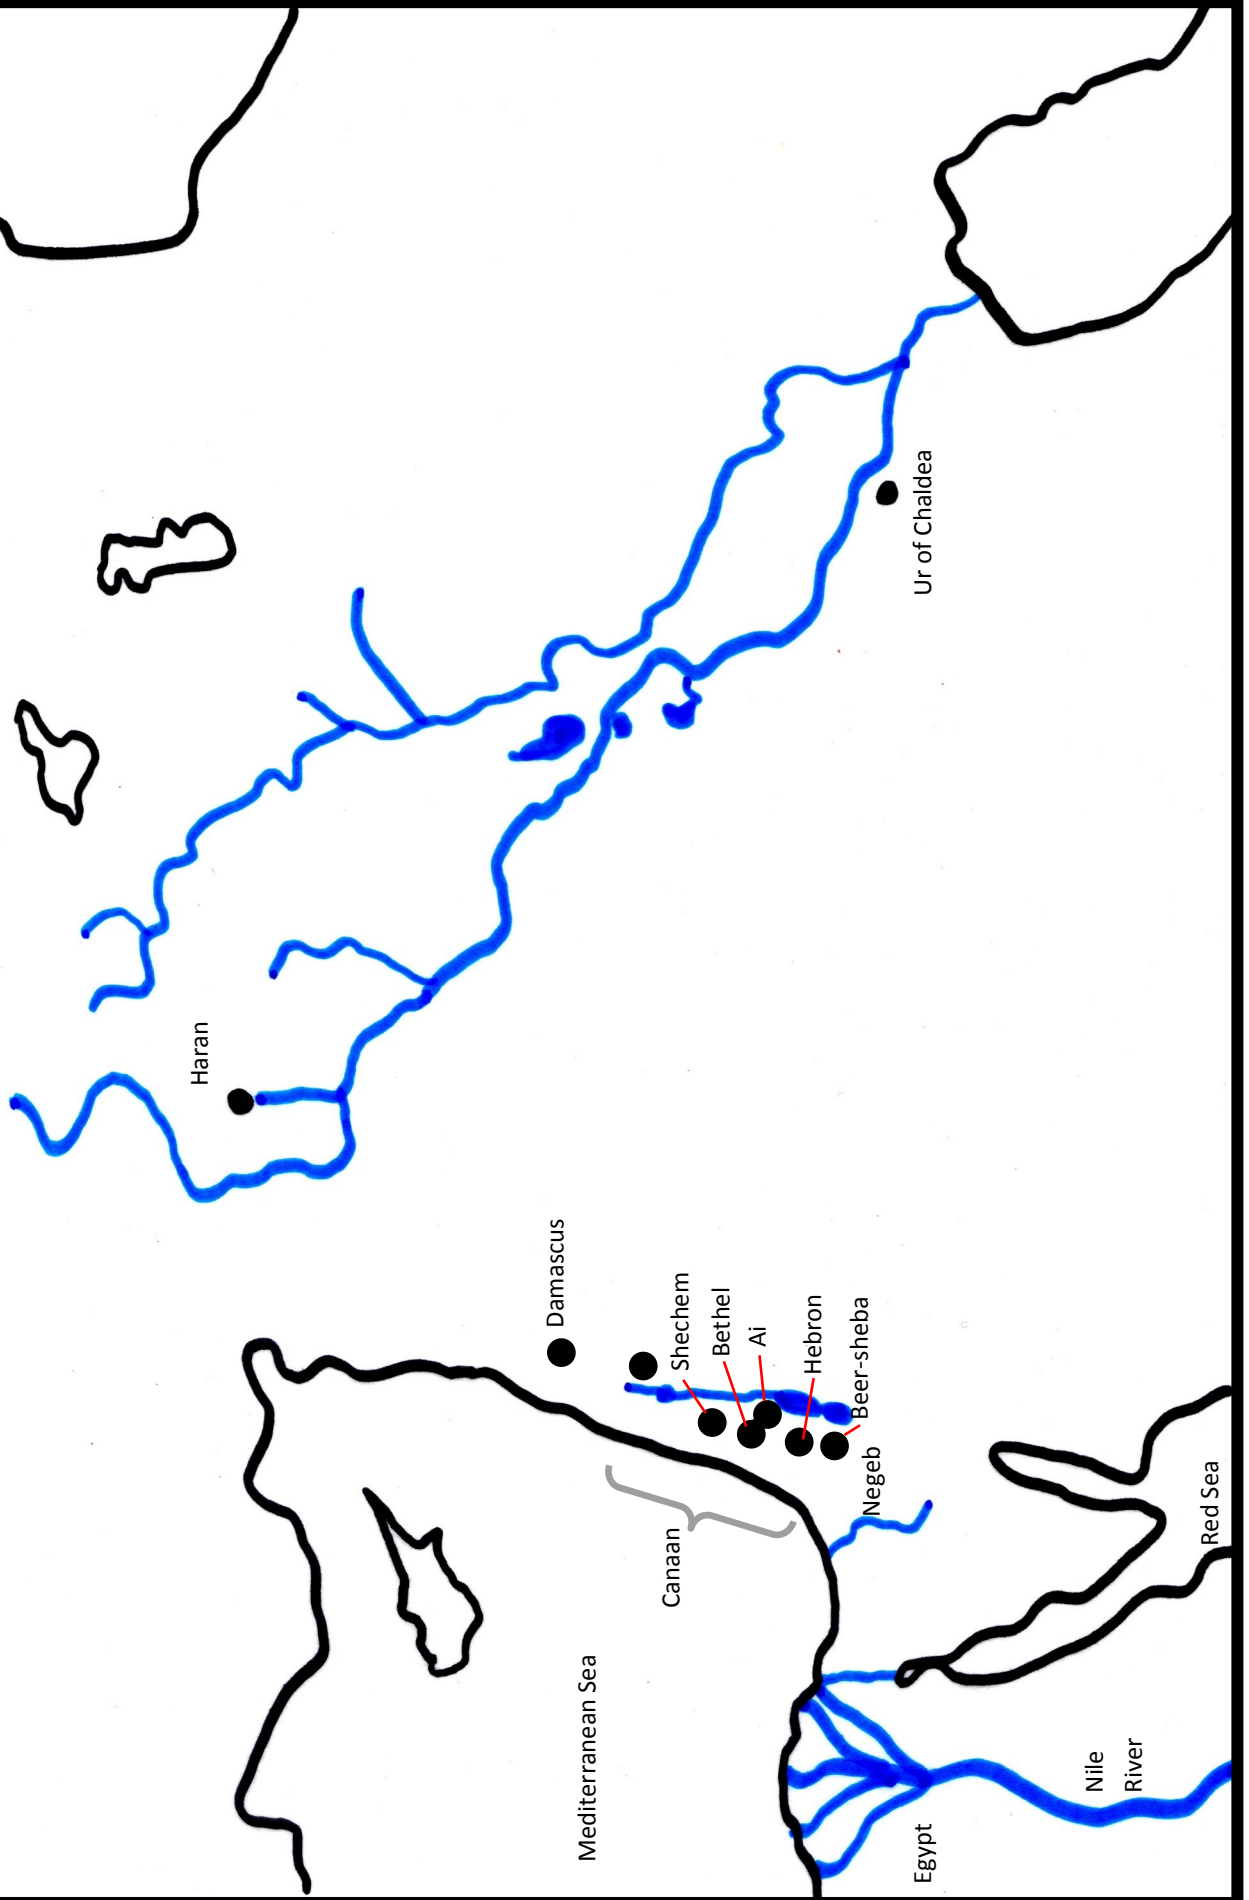 Haran
Damascus
Shechem
Bethel
Ai
Hebron
Beer-sheba
Negeb
Canaan
Ur of Chaldea
Mediterranean Sea
Egypt
Nile
River
Red Sea